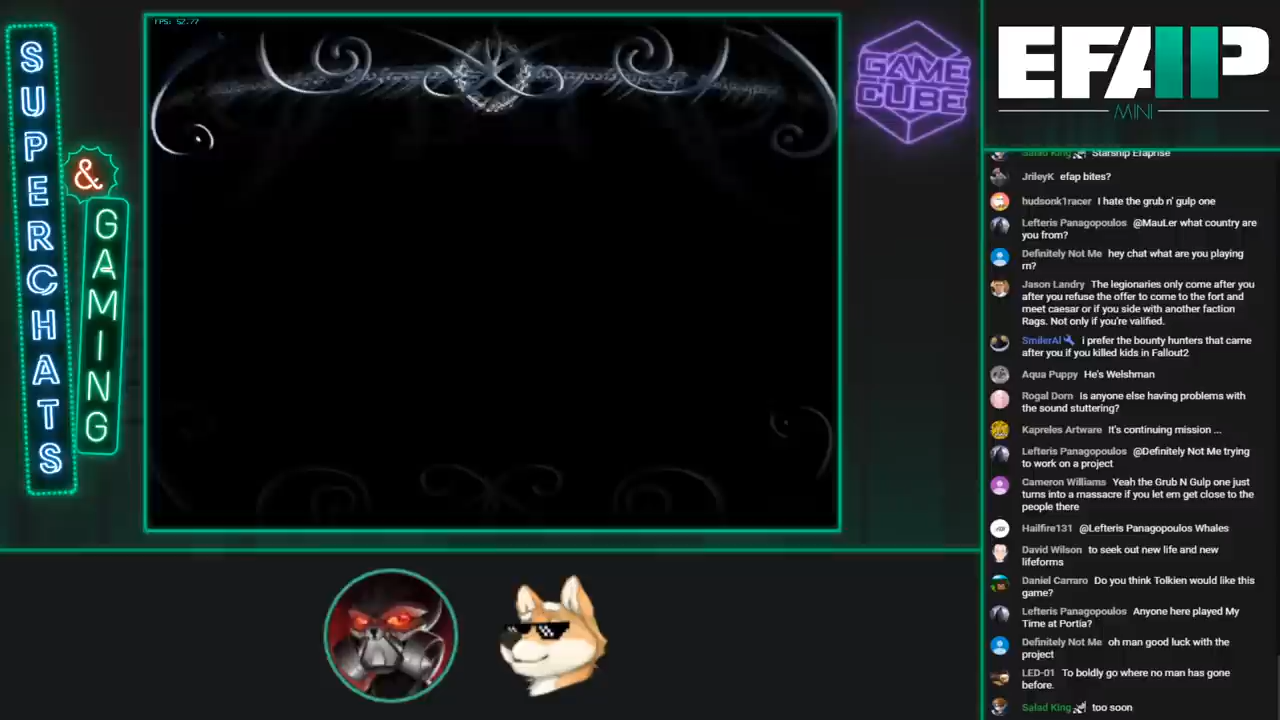 FPS: 52.77
SUPERCHATS
&
GAMING
GAME
CUBE
EFAP
MINI
Salad King Starship Efaprise
JrileyK efap bites?
hudsonk1racer I hate the grub n' gulp one
Lefteris Panagopoulos @MauLer what country are
you from?
Definitely Not Me hey chat what are you playing
rn?
Jason Landry The legionaries only come after you
after you refuse the offer to come to the fort and
meet caesar or if you side with another faction
Rags. Not only if you're valified.
SmilerAl i prefer the bounty hunters that came
after you if you killed kids in Fallout2
Aqua Puppy He's Welshman
Rogal Dorn Is anyone else having problems with
the sound stuttering?
Kapreles Artware It's continuing mission ...
Lefteris Panagopoulos @Definitely Not Me trying
to work on a project
Cameron Williams Yeah the Grub N Gulp one just
turns into a massacre if you let em get close to the
people there
Hailfire131 @Lefteris Panagopoulos Whales
David Wilson to seek out new life and new
lifeforms
Daniel Carraro Do you think Tolkien would like this
game?
Lefteris Panagopoulos Anyone here played My
Time at Portia?
Definitely Not Me oh man good luck with the
project
LED-01 To boldly go where no man has gone
before.
Salad King too soon